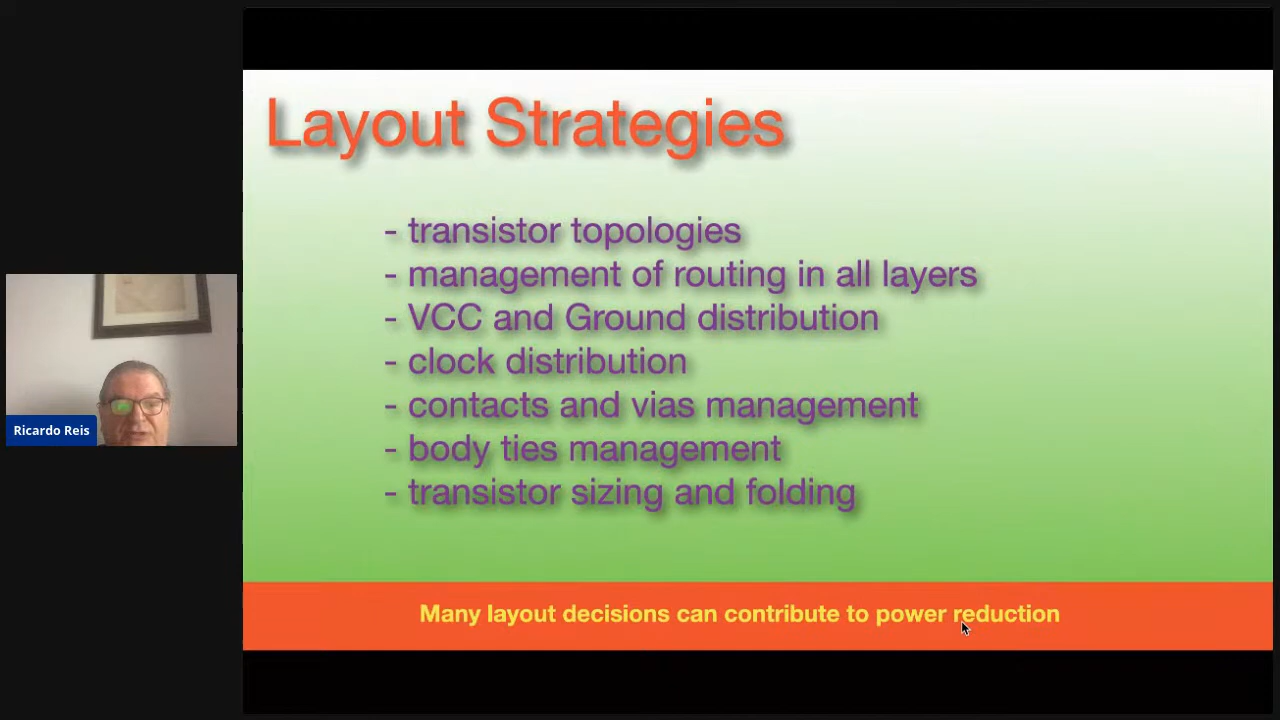 Layout Strategies
- transistor topologies
- management of routing in all layers
- VCC and Ground distribution
- clock distribution
- contacts and vias management
- body ties management
- transistor sizing and folding
Many layout decisions can contribute to power reduction
Ricardo Reis